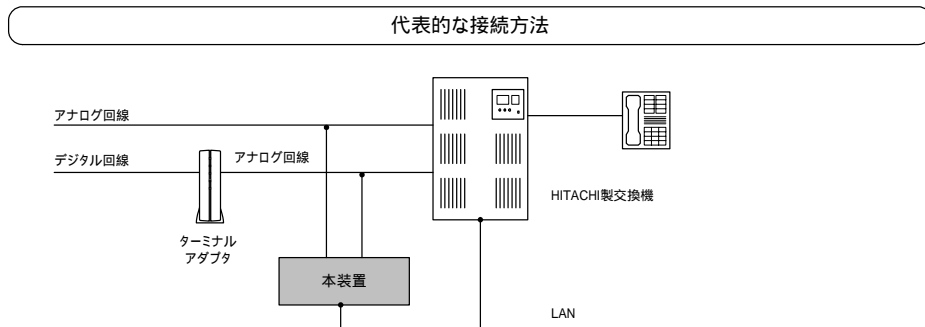 代表的な接続方法
アナログ回線
デジタル回線
アナログ回線
HITACHI製交換機
ターミナル
アダプタ
本装置
LAN